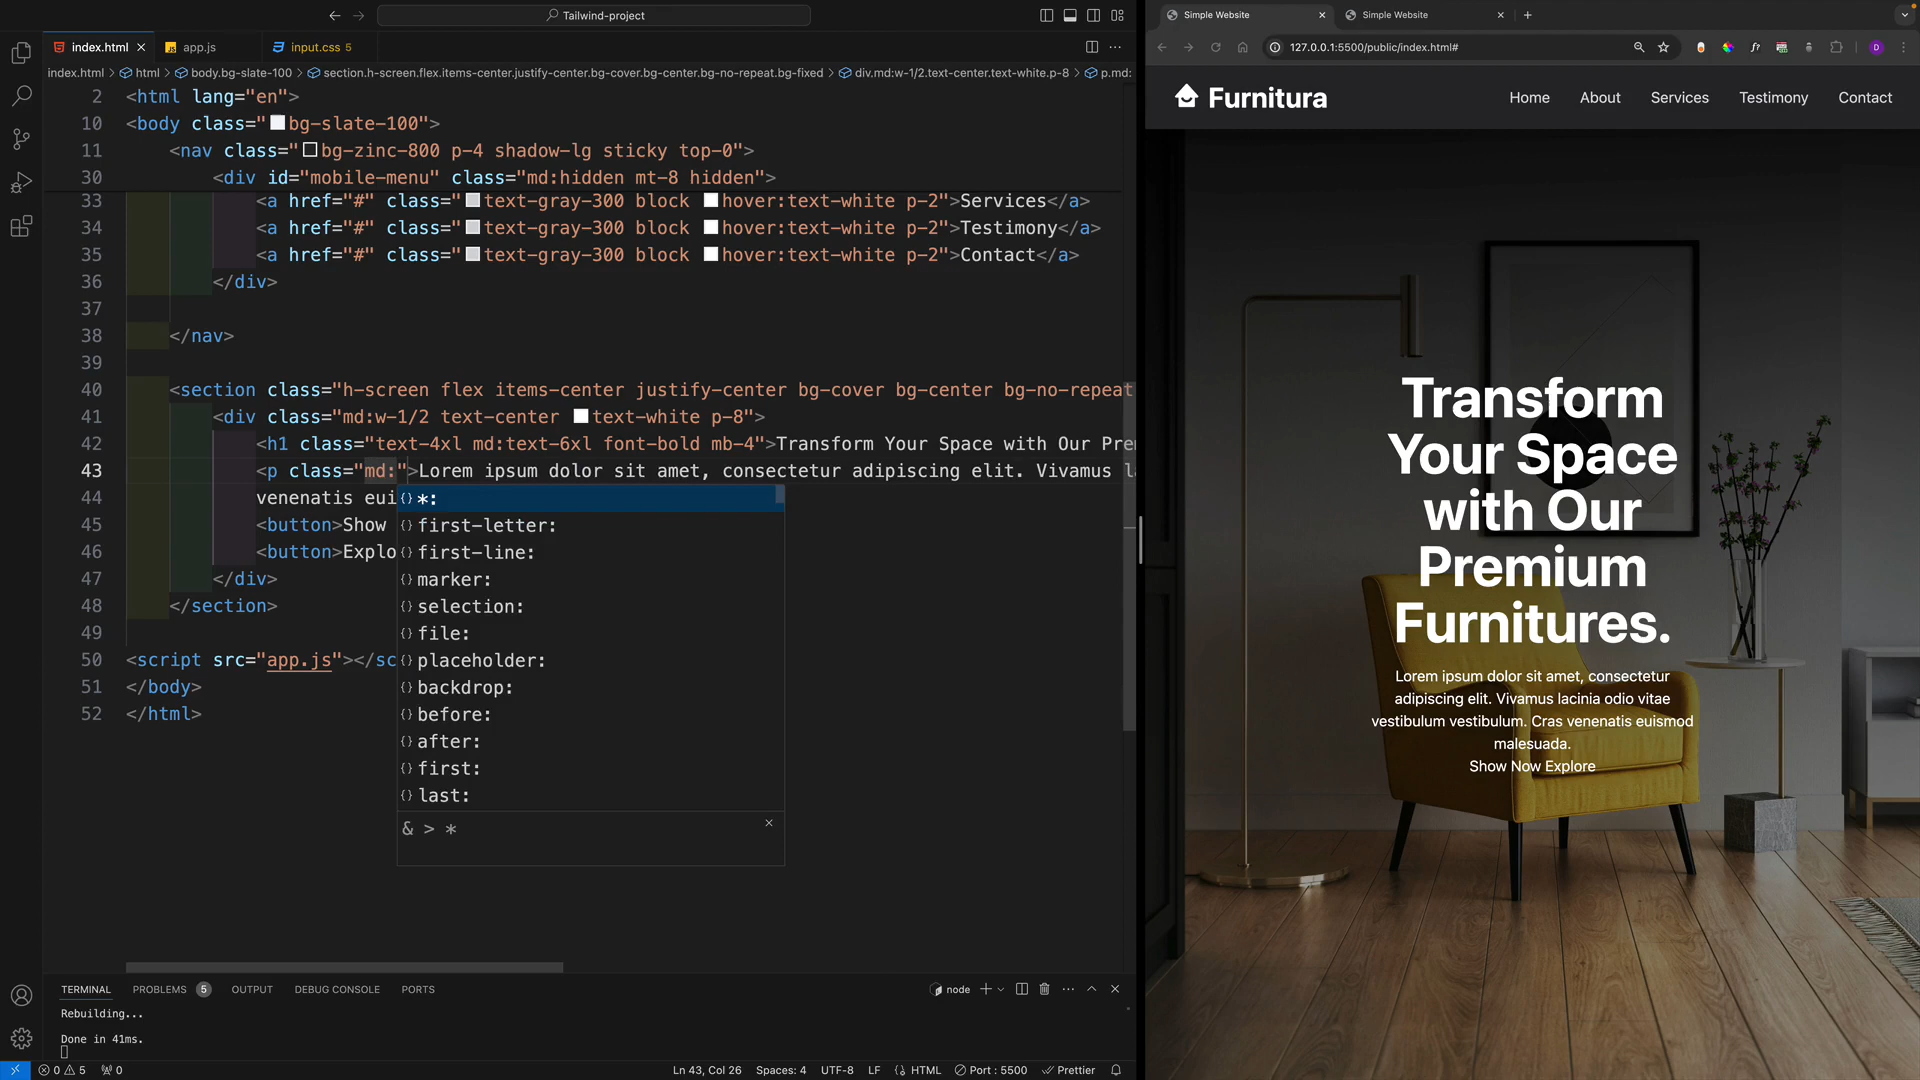 Tailwind-project
index.html
app.js
input.css 5
index.html > html > body.bg-slate-100 > section.h-screen.flex.items-center.justify-center.bg-cover.bg-center.bg-no-repeat.bg-fixed > div.md:w-1/2.text-center.text-white.p-8 > p.md:
2 <html lang="en">
10 <body class="bg-slate-100">
11 <nav class="bg-zinc-800 p-4 shadow-lg sticky top-0">
30 <div id="mobile-menu" class="md:hidden mt-8 hidden">
33 <a href="#" class="text-gray-300 block hover:text-white p-2">Services</a>
34 <a href="#" class="text-gray-300 block hover:text-white p-2">Testimony</a>
35 <a href="#" class="text-gray-300 block hover:text-white p-2">Contact</a>
36 </div>
37
38 </nav>
39
40 <section class="h-screen flex items-center justify-center bg-cover bg-center bg-no-repeat
41 <div class="md:w-1/2 text-center text-white p-8">
42 <h1 class="text-4xl md:text-6xl font-bold mb-4">Transform Your Space with Our Pre
43 <p class="md:">Lorem ipsum dolor sit amet, consectetur adipiscing elit. Vivamus la
44 venenatis eui
45 <button>Show
46 <button>Explo
47 </div>
48 </section>
49
50 <script src="app.js"></sc
51 </body>
52 </html>
{} *:
{} first-letter:
{} first-line:
{} marker:
{} selection:
{} file:
{} placeholder:
{} backdrop:
{} before:
{} after:
{} first:
{} last:
& > *
TERMINAL PROBLEMS 5 OUTPUT DEBUG CONSOLE PORTS
node
Rebuilding...
Done in 41ms.
0 5 0
Ln 43, Col 26 Spaces: 4 UTF-8 LF HTML Port : 5500 Prettier
Simple Website
Simple Website
127.0.0.1:5500/public/index.html#
f?
D
Furnitura
Home About Services Testimony Contact
Transform
Your Space
with Our
Premium
Furnitures.
Lorem ipsum dolor sit amet, consectetur
adipiscing elit. Vivamus lacinia odio vitae
vestibulum vestibulum. Cras venenatis euismod
malesuada.
Show Now Explore